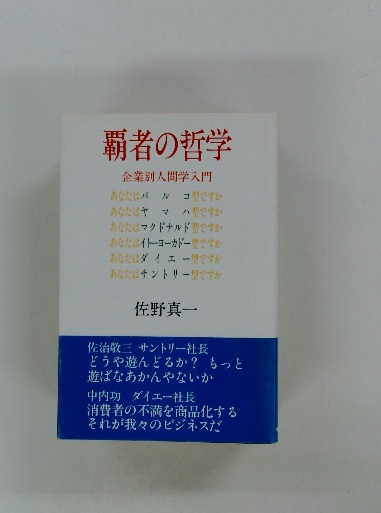 覇者の哲学
企業別人間学入門
あなたはパルコ型ですか
あなたはヤマハ型ですか
あなたはマクドナルド型ですか
あなたはイトーヨーカドー型ですか
あなたはダイエー型ですか
あなたはサントリー型ですか
佐野真一
佐治敬三 サントリー社長
どうや遊んどるか? もっと
遊ばなあかんやないか
中内功 ダイエー社長
消費者の不満を商品化する
それが我々のビジネスだ